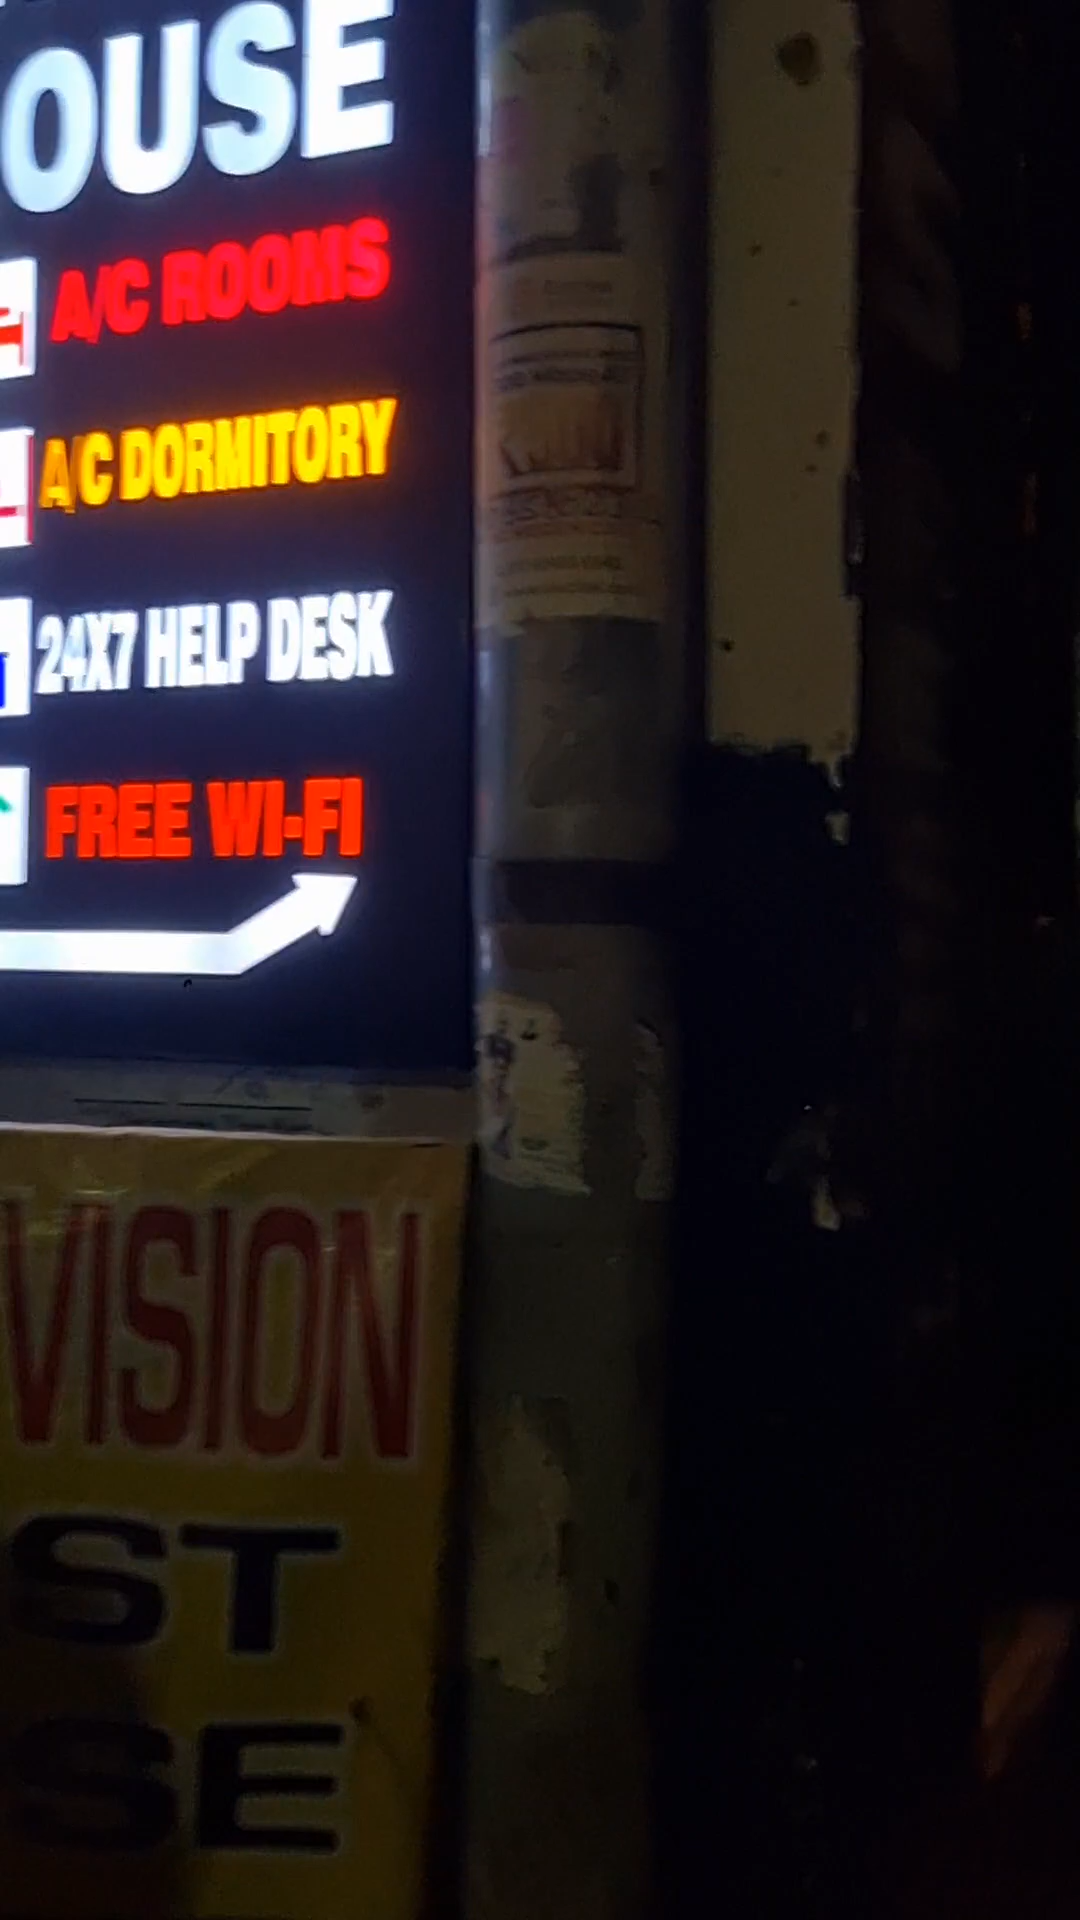 OUSE
A/C ROOMS
A/C DORMITORY
24X7 HELP DESK
FREE WI-FI
VISION
ST
SE